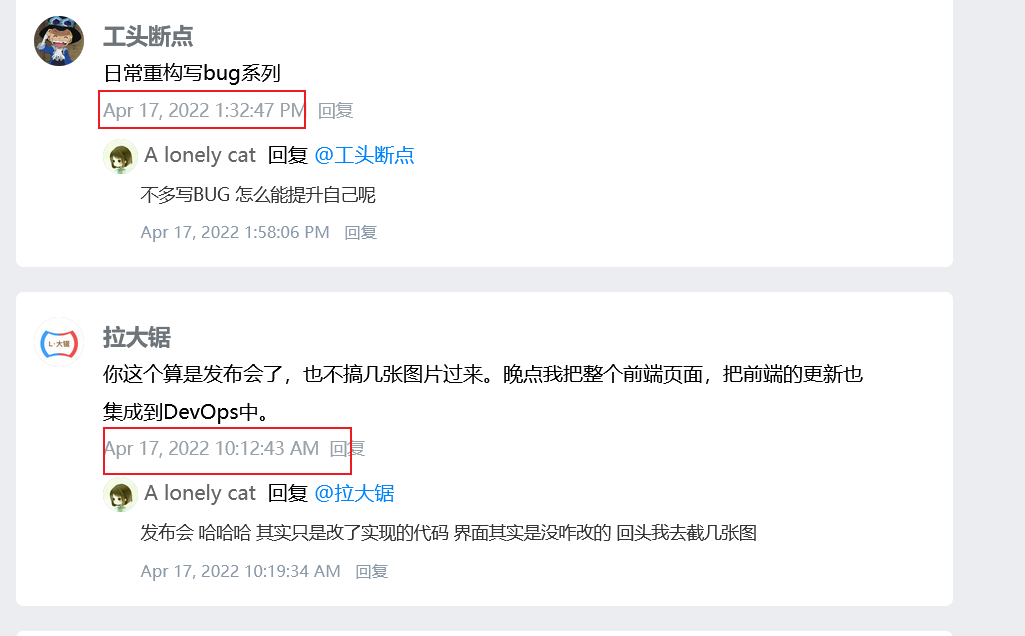 工头断点
日常重构写bug系列
Apr 17, 2022 1:32:47 PM 回复
A lonely cat 回复 @工头断点
不多写BUG 怎么能提升自己呢
Apr 17, 2022 1:58:06 PM 回复
L·大锯
拉大锯
你这个算是发布会了，也不搞几张图片过来。晚点我把整个前端页面，把前端的更新也
集成到DevOps中。
Apr 17, 2022 10:12:43 AM 回复
A lonely cat 回复 @拉大锯
发布会 哈哈哈 其实只是改了实现的代码 界面其实是没咋改的 回头我去截几张图
Apr 17, 2022 10:19:34 AM 回复